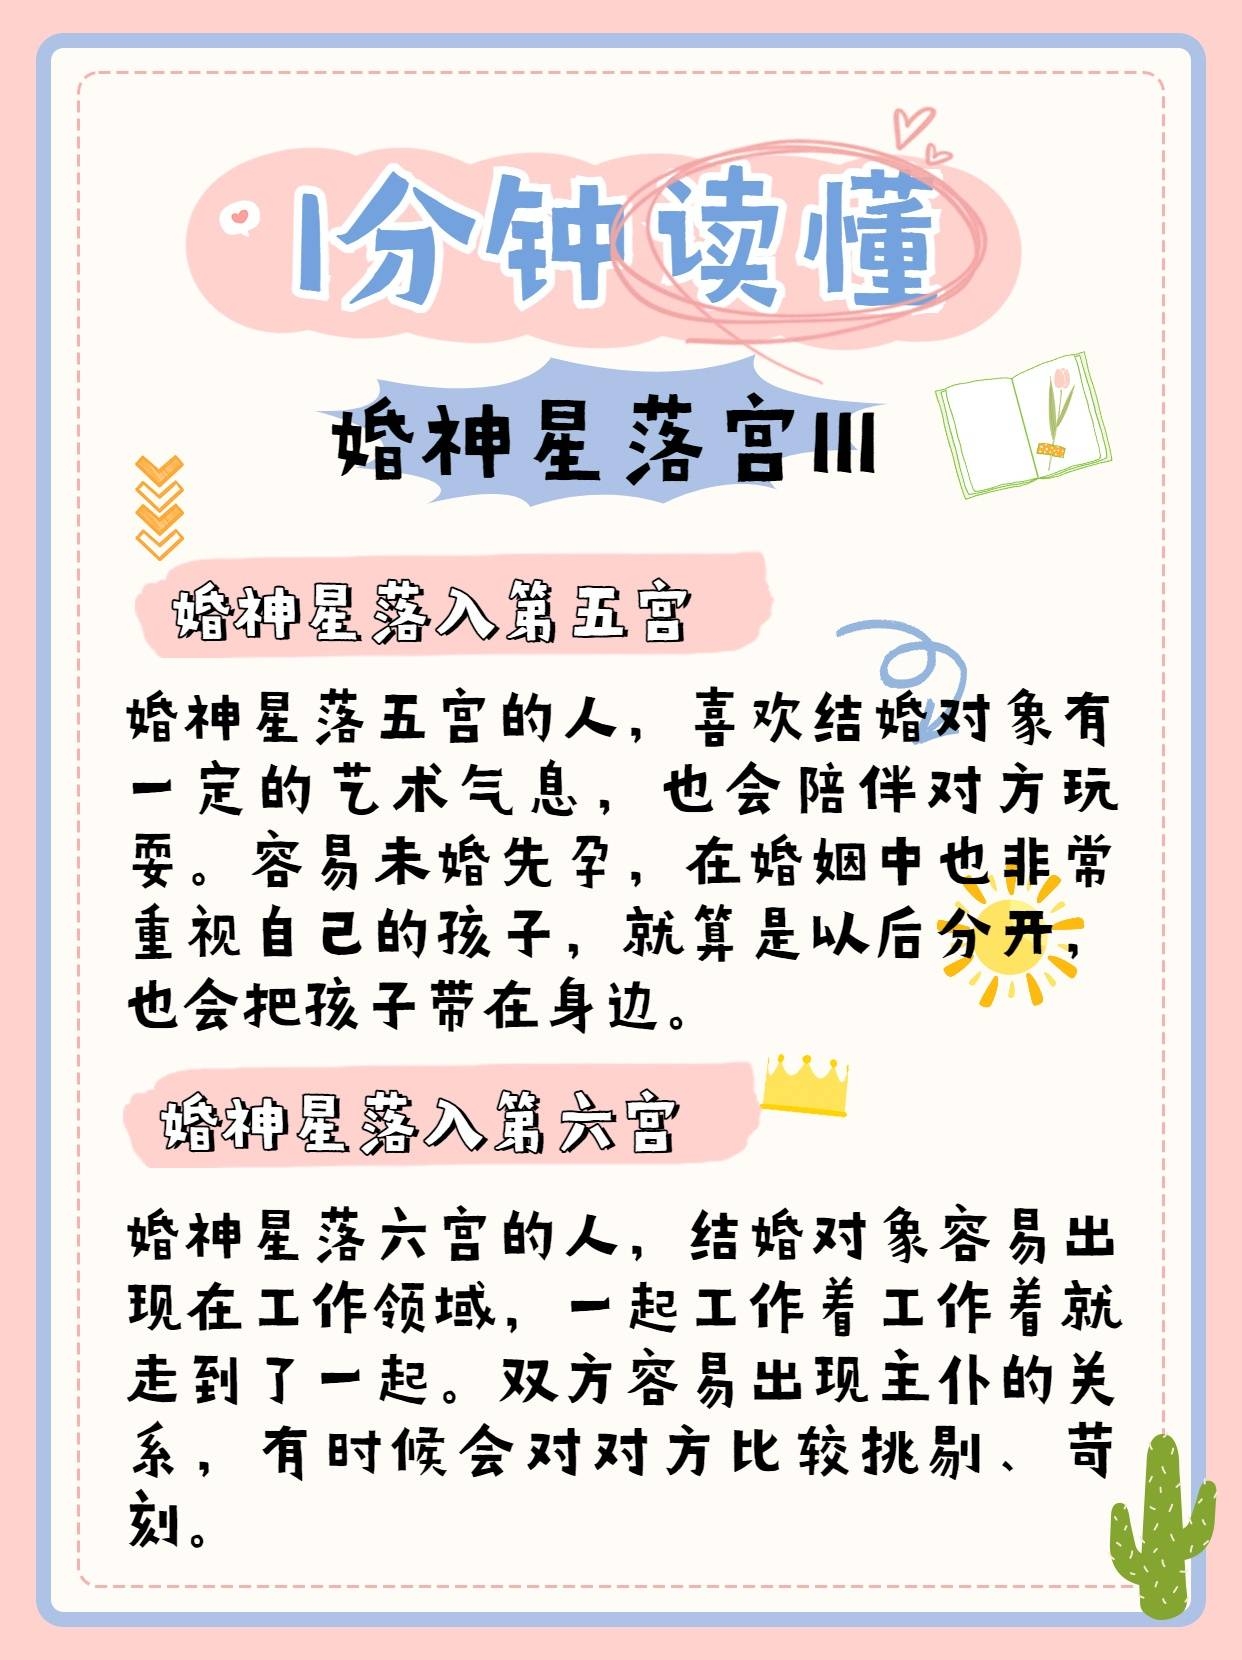 1分钟读懂
婚神星落宫III
婚神星落入第五宫
婚神星落五宫的人，喜欢结婚对象有
一定的艺术气息，也会陪伴对方玩
耍。容易未婚先孕，在婚姻中也非常
重视自己的孩子，就算是以后分开，
也会把孩子带在身边。
婚神星落入第六宫
婚神星落六宫的人，结婚对象容易出
现在工作领域，一起工作着工作着就
走到了一起。双方容易出现主仆的关
系，有时候会对对方比较挑剔、苛
刻。